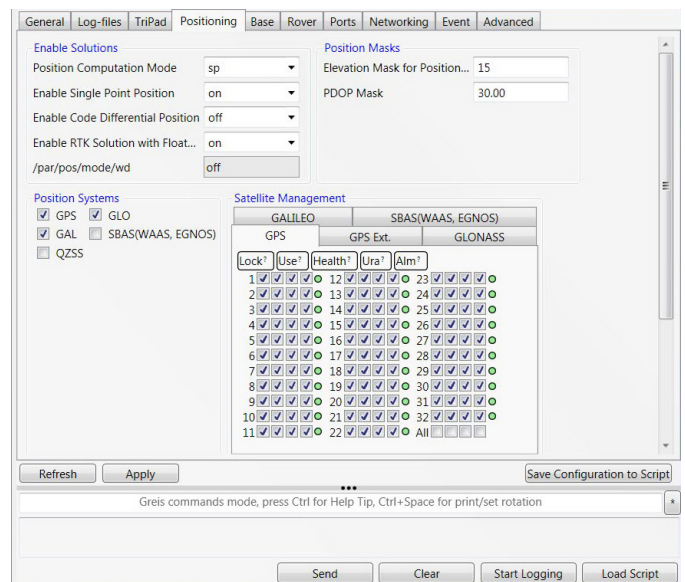 General Log-files TriPad Positioning Base Rover Ports Networking Event Advanced
Enable Solutions
Position Computation Mode sp
Enable Single Point Position on
Enable Code Differential Position off
Enable RTK Solution with Float... on
/par/pos/mode/wd off
Position Masks
Elevation Mask for Position... 15
PDOP Mask 30.00
Position Systems
GPS GLO
GAL SBAS(WAAS, EGNOS)
QZSS
Satellite Management
GALILEO SBAS(WAAS, EGNOS)
GPS GPS Ext. GLONASS
Lock? Use? Health? Ura? Alm?
1 12 23
2 13 24
3 14 25
4 15 26
5 16 27
6 17 28
7 18 29
8 19 30
9 20 31
10 21 32
11 22 All
Refresh Apply Save Configuration to Script
Greis commands mode, press Ctrl for Help Tip, Ctrl+Space for print/set rotation *
Send Clear Start Logging Load Script